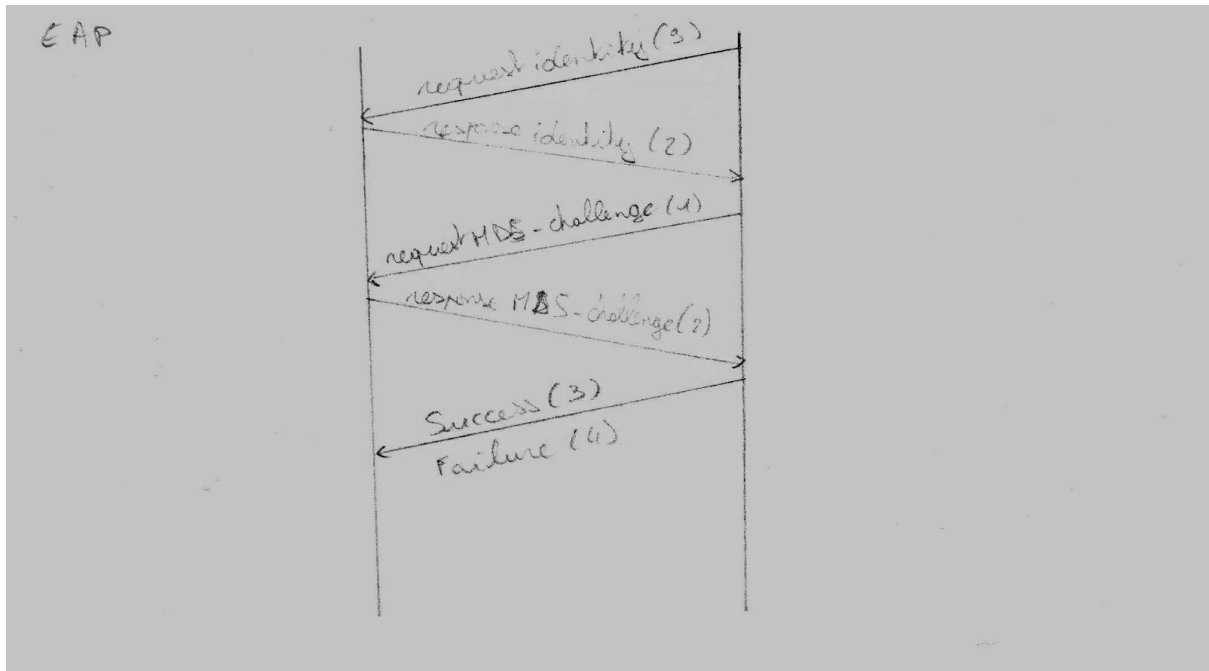 EAP
request identity (1)
response identity (2)
request MD5-challenge (1)
response MD5-challenge (2)
Success (3)
Failure (4)